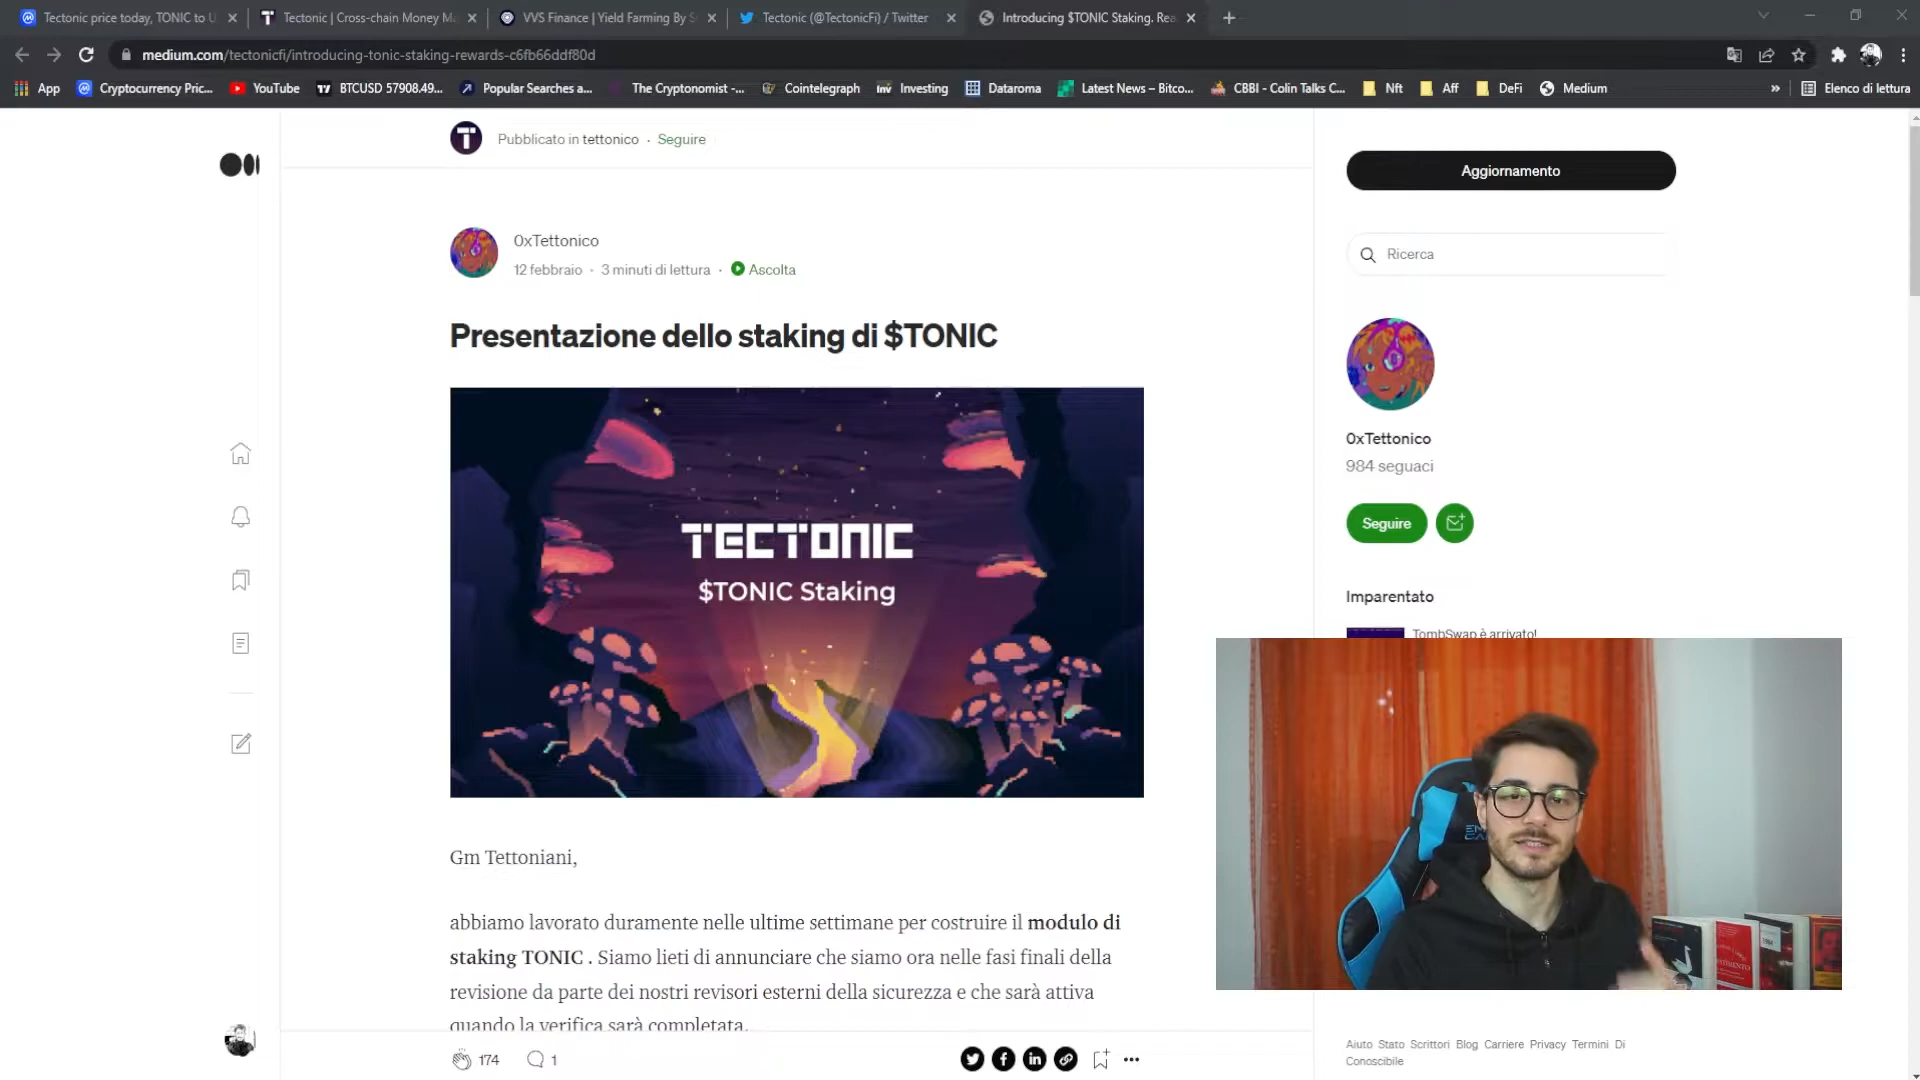 Tectonic price today, TONIC to U
Tectonic | Cross-chain Money Ma
VVS Finance | Yield Farming By S
Tectonic (@TectonicFi) / Twitter
Introducing $TONIC Staking. Rea
medium.com/tectonicfi/introducing-tonic-staking-rewards-c6fb66ddf80d
App
Cryptocurrency Pric...
YouTube
BTCUSD 57908.49...
Popular Searches a...
The Cryptonomist -...
Cointelegraph
Investing
Dataroma
Latest News – Bitco...
CBBI - Colin Talks C...
Nft
Aff
DeFi
Medium
»
Elenco di lettura
Pubblicato in tettonico · Seguire
0xTettonico
12 febbraio · 3 minuti di lettura · Ascolta
Presentazione dello staking di $TONIC
TECTONIC
$TONIC Staking
Gm Tettoniani,
abbiamo lavorato duramente nelle ultime settimane per costruire il modulo di
staking TONIC . Siamo lieti di annunciare che siamo ora nelle fasi finali della
revisione da parte dei nostri revisori esterni della sicurezza e che sarà attiva
quando la verifica sarà completata.
174
1
Aggiornamento
Ricerca
0xTettonico
984 seguaci
Seguire
Imparentato
TombSwap è arrivato!
Aiuto Stato Scrittori Blog Carriere Privacy Termini Di
Conoscibile